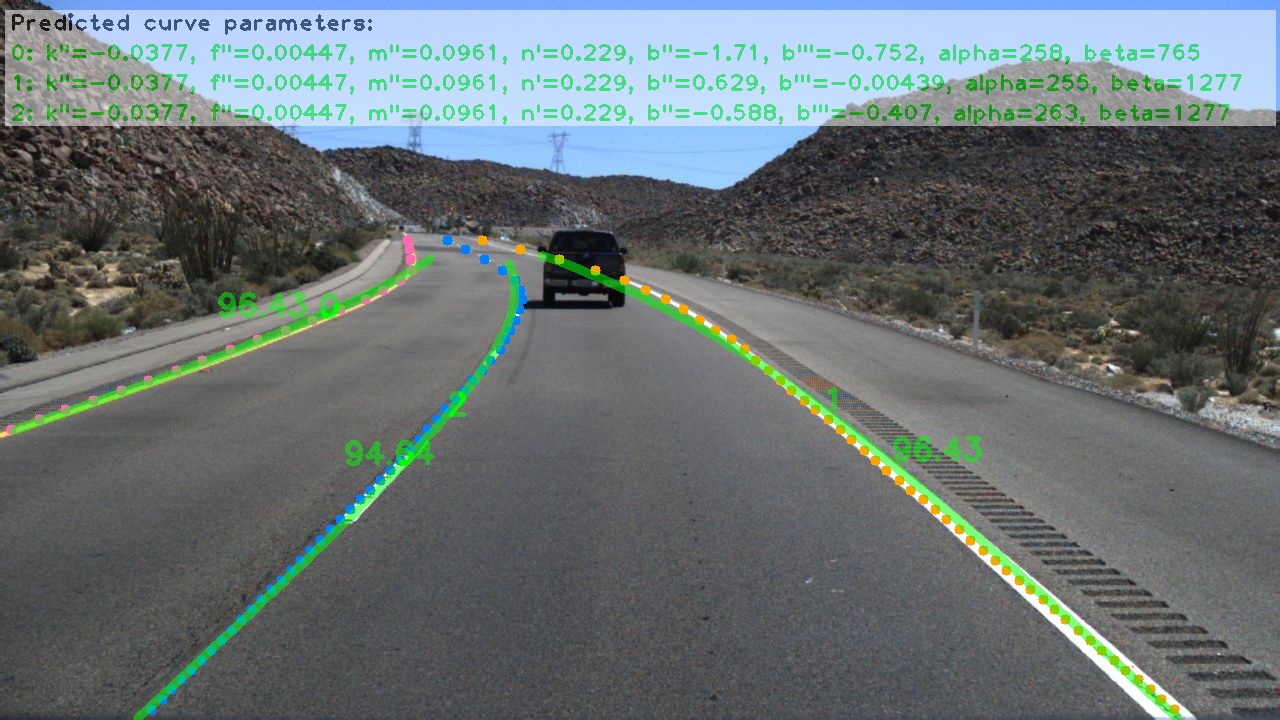 Predicted curve parameters:
0: k''=-0.0377, f''=0.00447, m''=0.0961, n'=0.229, b''=-1.71, b'''=-0.752, alpha=258, beta=765
1: k''=-0.0377, f''=0.00447, m''=0.0961, n'=0.229, b''=0.629, b'''=-0.00439, alpha=255, beta=1277
2: k''=-0.0377, f''=0.00447, m''=0.0961, n'=0.229, b''=-0.588, b'''=-0.407, alpha=263, beta=1277
96.43 0
2
1
94.64
96.43